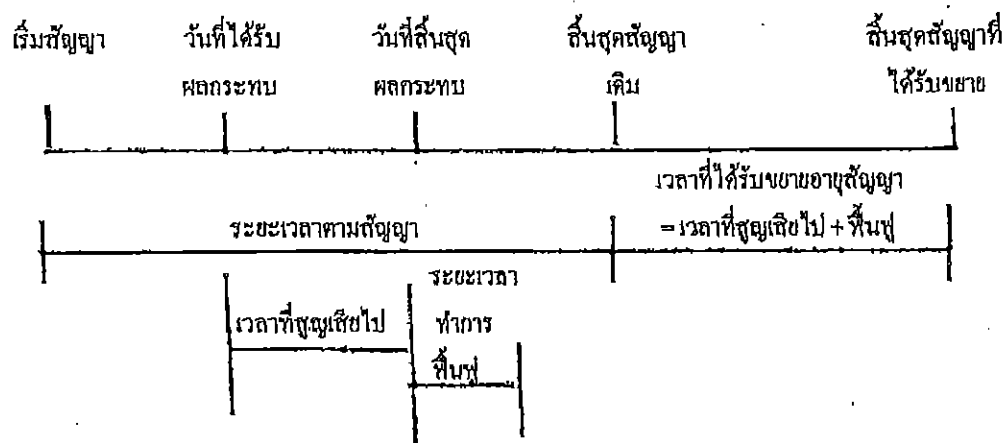 เริ่มสัญญา วันที่ได้รับ วันที่สิ้นสุด สิ้นสุดสัญญา สิ้นสุดสัญญาที่
ผลกระทบ ผลกระทบ เดิม ได้รับขยาย
เวลาที่ได้รับขยายอายุสัญญา
ระยะเวลาตามสัญญา =เวลาที่สูญเสียไป + ฟื้นฟู
ระยะเวลา
เวลาที่สูญเสียไป ทำการ
ฟื้นฟู